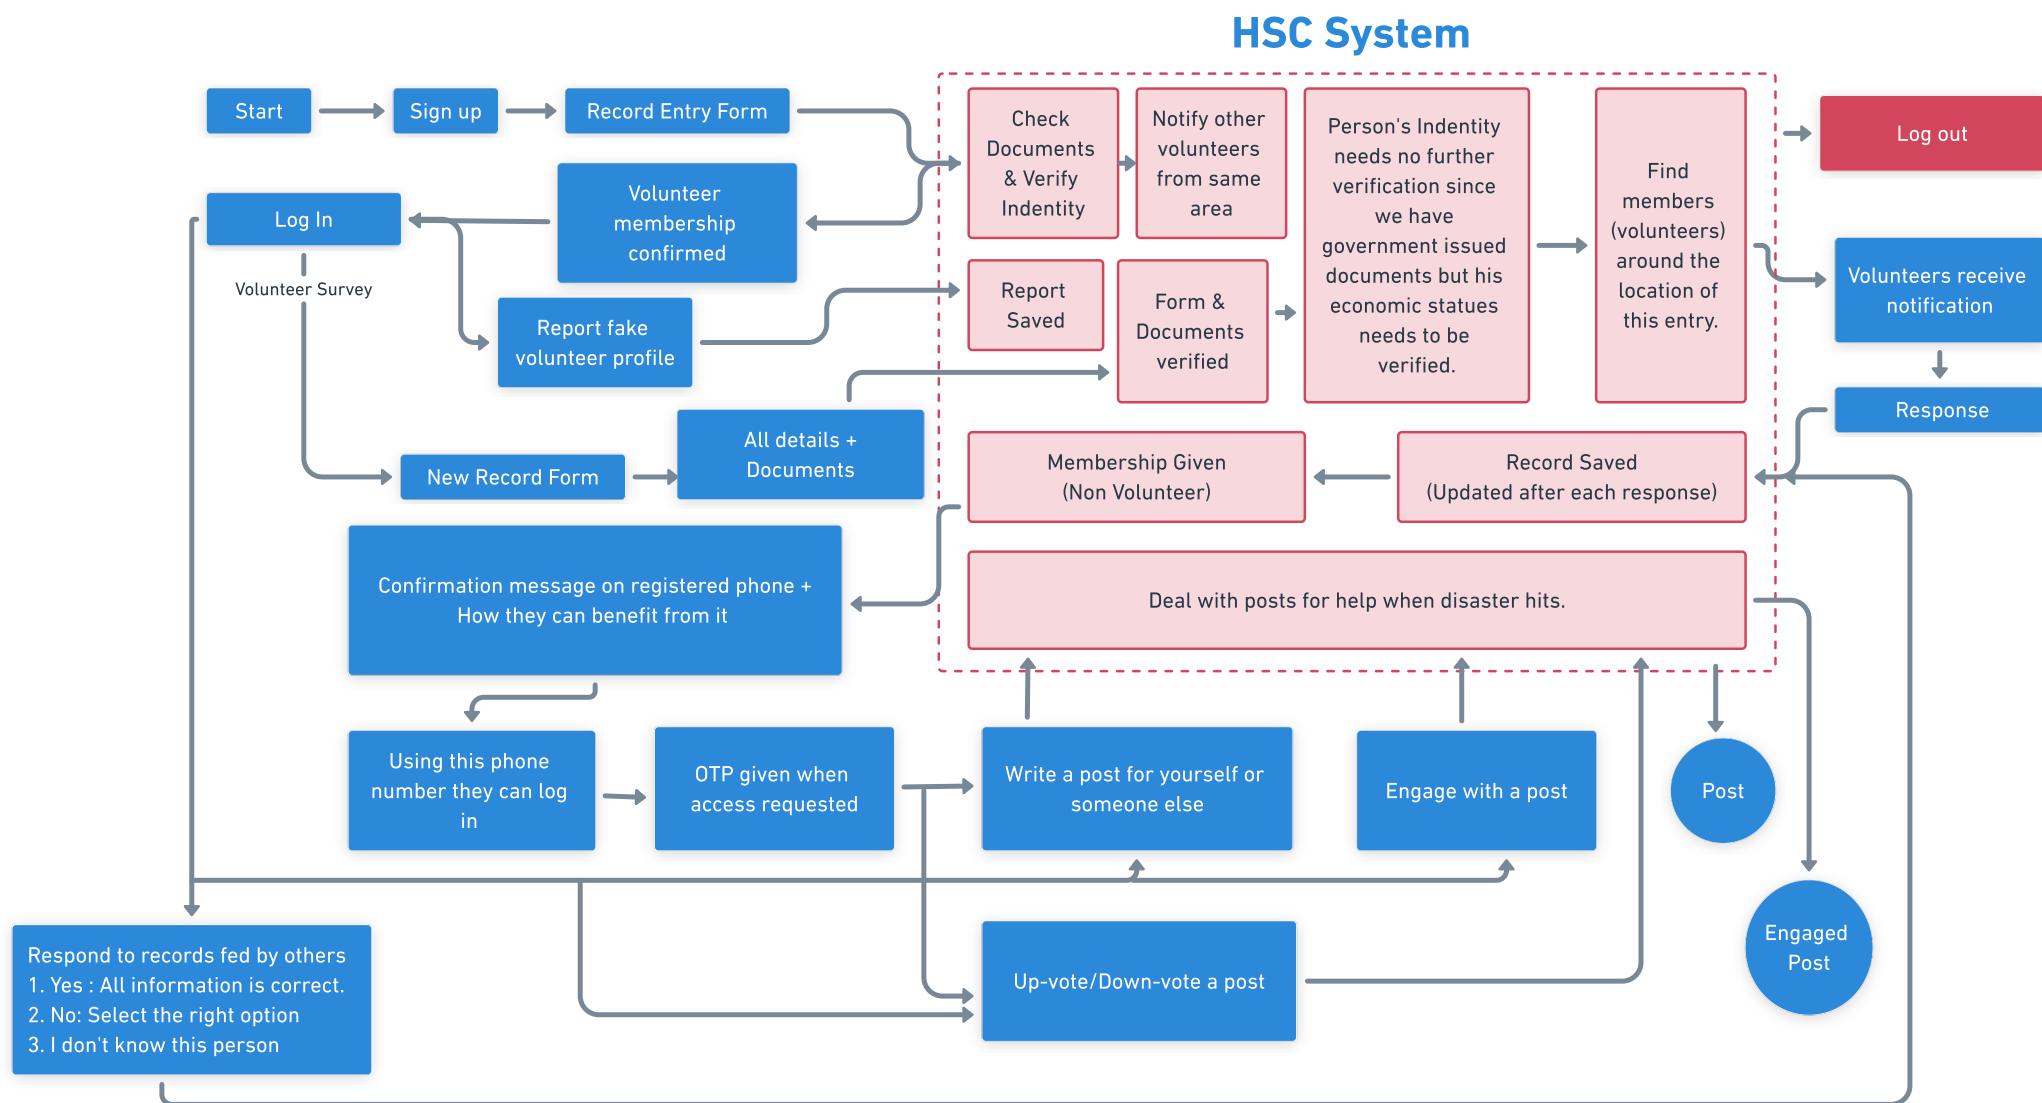 HSC System
Start
Sign up
Record Entry Form
Check
Documents
& Verify
Indentity
Notify other
volunteers
from same
area
Person's Indentity
needs no further
verification since
we have
government issued
documents but his
economic statues
needs to be
verified.
Find
members
(volunteers)
around the
location of
this entry.
Log out
Log In
Volunteer
membership
confirmed
Volunteer Survey
Report fake
volunteer profile
Report
Saved
Form &
Documents
verified
Volunteers receive
notification
Response
All details +
Documents
New Record Form
Membership Given
(Non Volunteer)
Record Saved
(Updated after each response)
Confirmation message on registered phone +
How they can benefit from it
Deal with posts for help when disaster hits.
Using this phone
number they can log
in
OTP given when
access requested
Write a post for yourself or
someone else
Engage with a post
Post
Engaged
Post
Respond to records fed by others
1. Yes : All information is correct.
2. No: Select the right option
3. I don't know this person
Up-vote/Down-vote a post